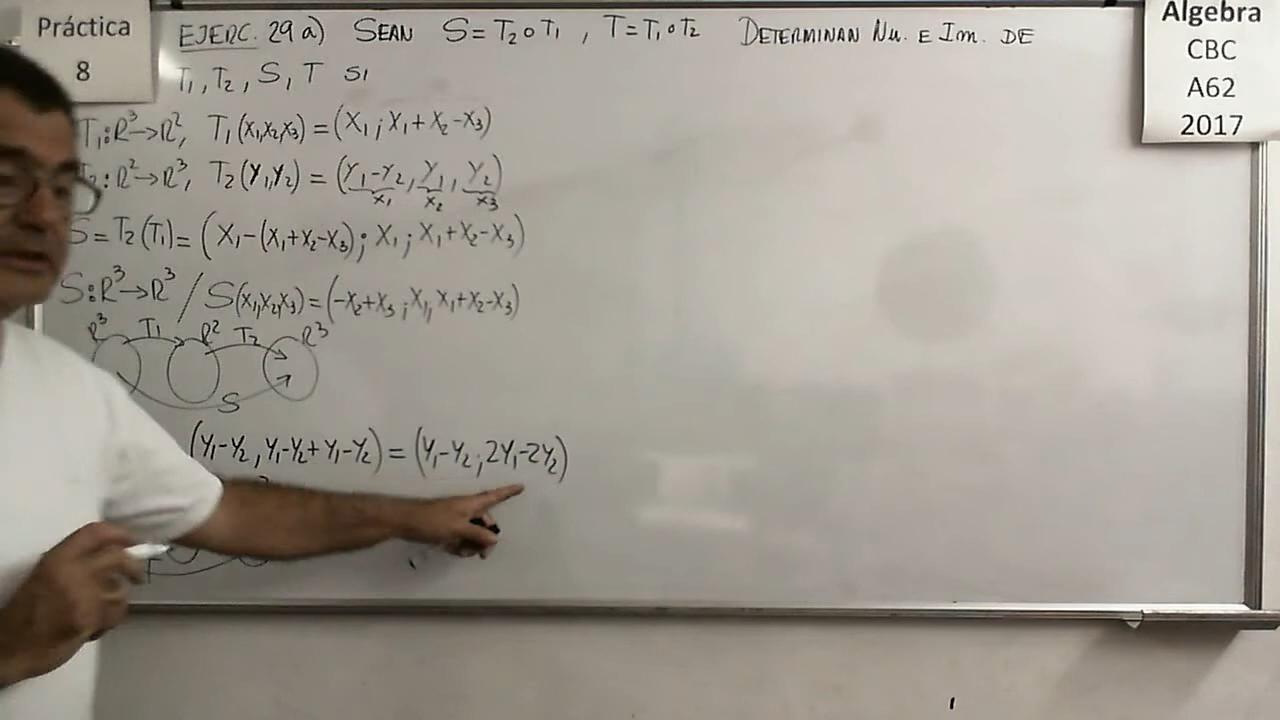 Práctica
8
EJERC. 29 a) SEAN S = T₂ o T₁ , T = T₁ o T₂ DETERMINAN Nu. E Im. DE
T₁, T₂, S, T SI
T₁: R³→R², T₁(X₁,X₂,X₃) = (X₁ ; X₁+X₂-X₃)
: R²→R³, T₂(Y₁,Y₂) = (Y₁-Y₂, Y₁, Y₂)
X₁ X₂ X₃
S = T₂(T₁) = (X₁-(X₁+X₂-X₃) ; X₁ ; X₁+X₂-X₃)
S: R³→R³ / S(X₁,X₂,X₃) = (-X₂+X₃ ; X₁, X₁+X₂-X₃)
R³ T₁ R² T₂ R³
S
(Y₁-Y₂, Y₁-Y₂+Y₁-Y₂) = (Y₁-Y₂ ; 2Y₁-2Y₂)
Algebra
CBC
A62
2017